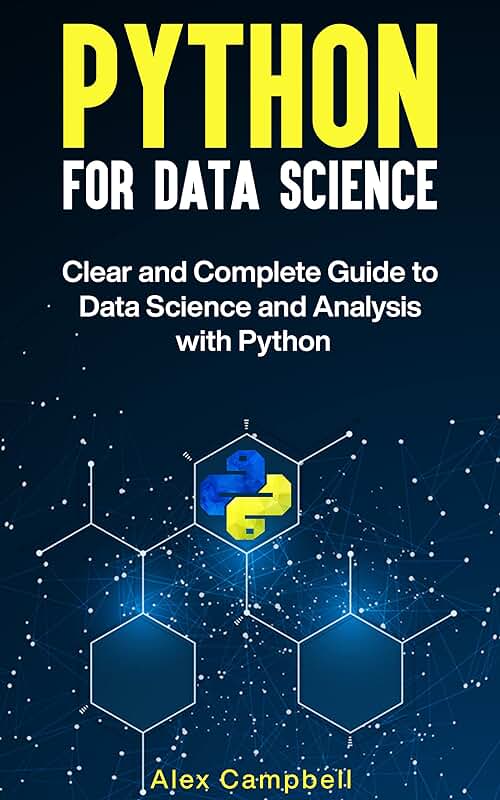 PYTHON
FOR DATA SCIENCE
Clear and Complete Guide to
Data Science and Analysis
with Python
Alex Campbell